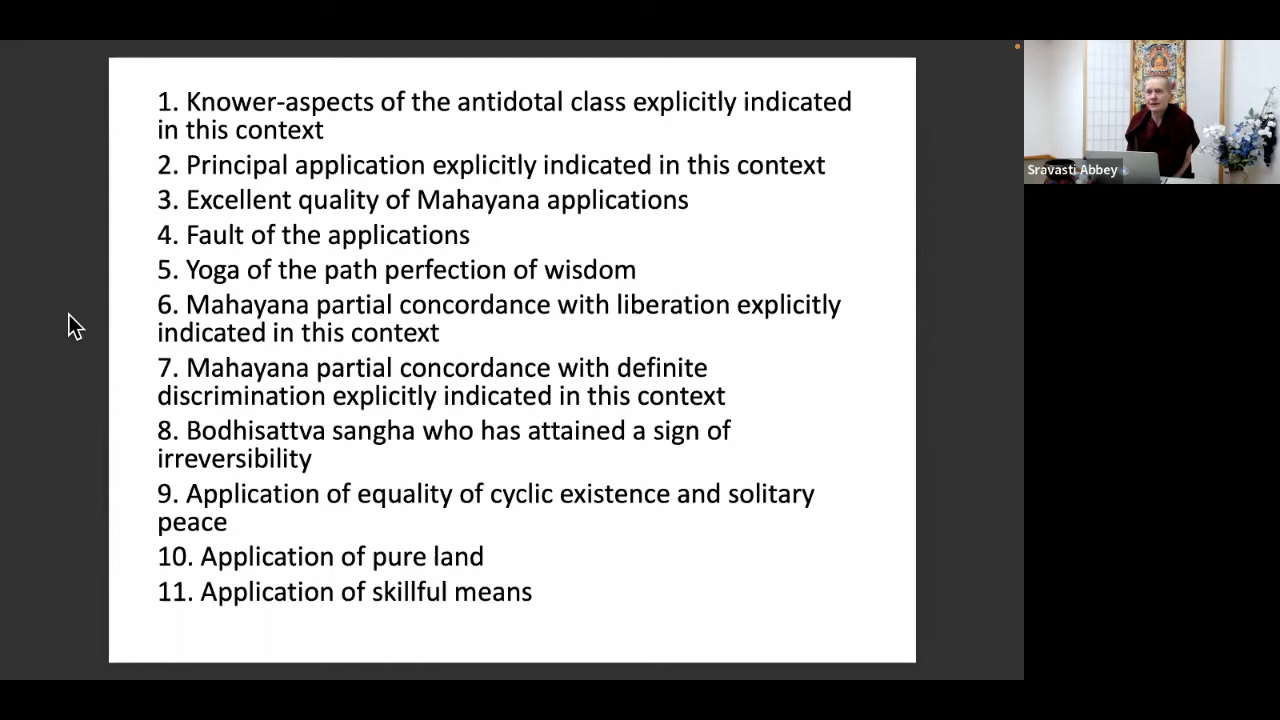 1. Knower-aspects of the antidotal class explicitly indicated
in this context
2. Principal application explicitly indicated in this context
3. Excellent quality of Mahayana applications
4. Fault of the applications
5. Yoga of the path perfection of wisdom
6. Mahayana partial concordance with liberation explicitly
indicated in this context
7. Mahayana partial concordance with definite
discrimination explicitly indicated in this context
8. Bodhisattva sangha who has attained a sign of
irreversibility
9. Application of equality of cyclic existence and solitary
peace
10. Application of pure land
11. Application of skillful means
Sravasti Abbey